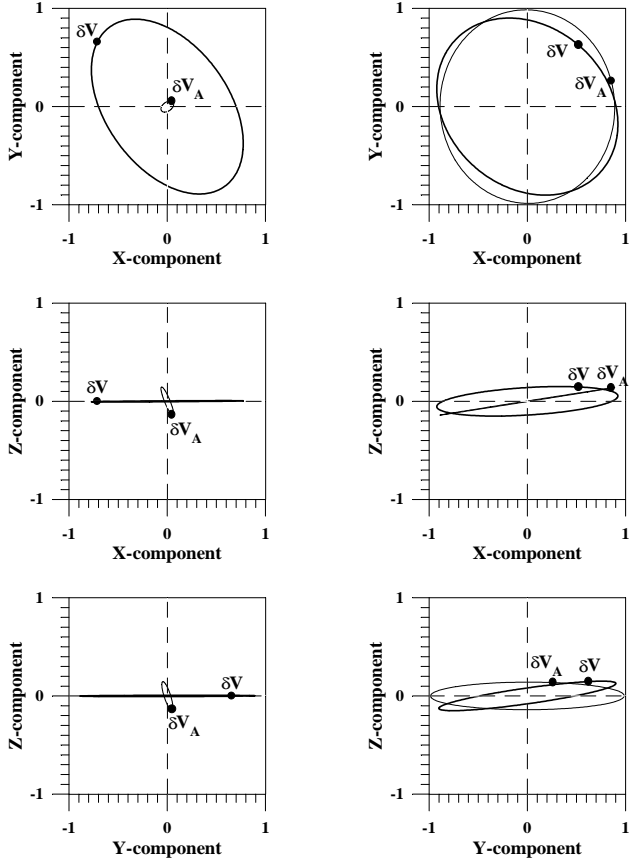 1
δV
δV
δV_A
δV_A
Y-component
0
Y-component
0
-1
-1
-1
0
1
-1
0
1
X-component
X-component
1
1
Z-component
δV
δV
δV_A
0
Z-component
0
δV_A
-1
-1
-1
0
1
-1
0
1
X-component
X-component
1
1
Z-component
δV
δV_A
δV
0
Z-component
0
δV_A
-1
-1
-1
0
1
-1
0
1
Y-component
Y-component